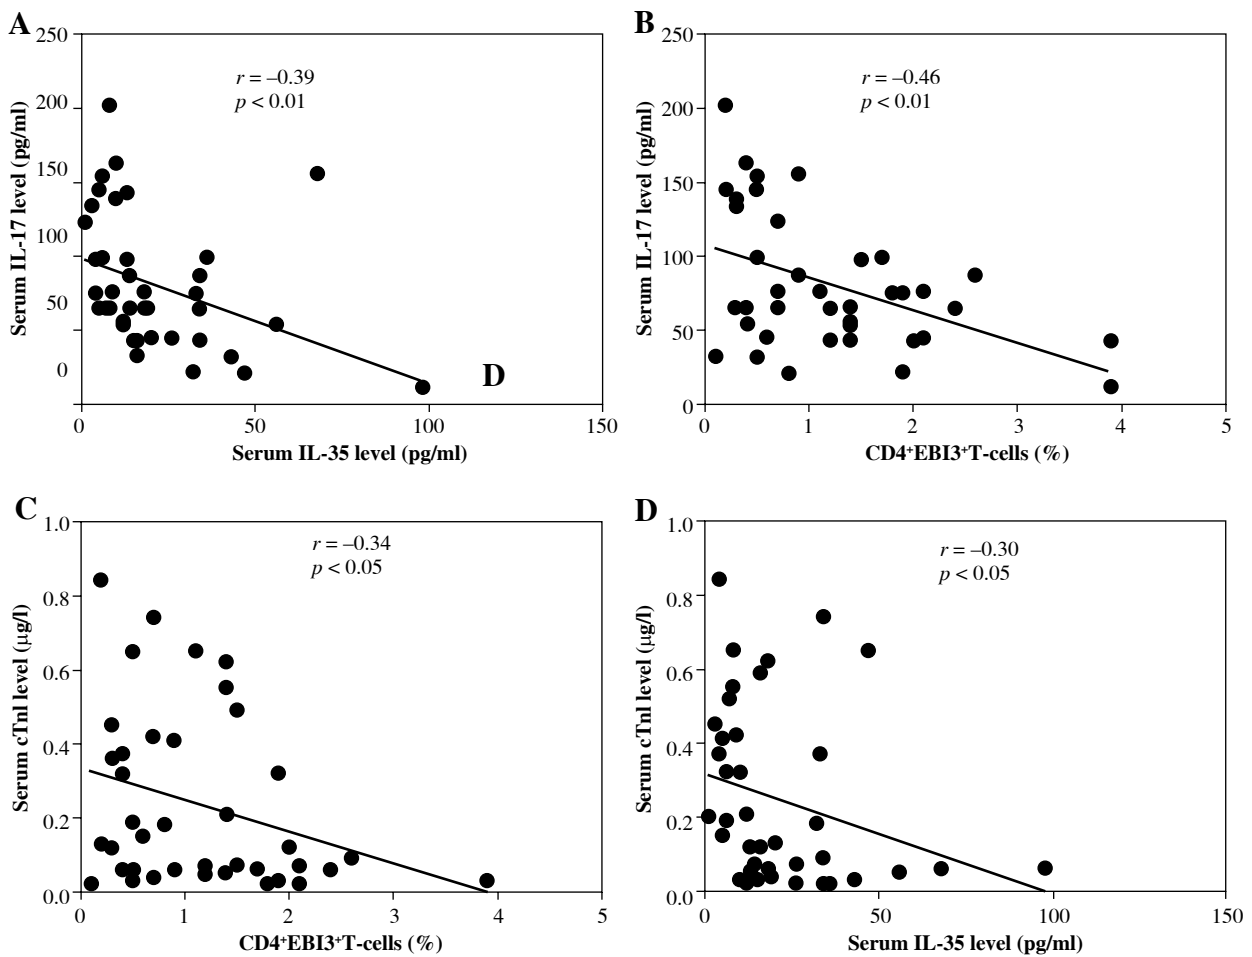 A
250
200
150
100
50
0
Serum IL-17 level (pg/ml)
r = –0.39
p < 0.01
D
0 50 100 150
Serum IL-35 level (pg/ml)
B
250
200
150
100
50
0
Serum IL-17 level (pg/ml)
r = –0.46
p < 0.01
0 1 2 3 4 5
CD4+EBI3+T-cells (%)
C
1.0
0.8
0.6
0.4
0.2
0.0
Serum cTnl level (µg/l)
r = –0.34
p < 0.05
0 1 2 3 4 5
CD4+EBI3+T-cells (%)
D
1.0
0.8
0.6
0.4
0.2
0.0
Serum cTnl level (µg/l)
r = –0.30
p < 0.05
0 50 100 150
Serum IL-35 level (pg/ml)